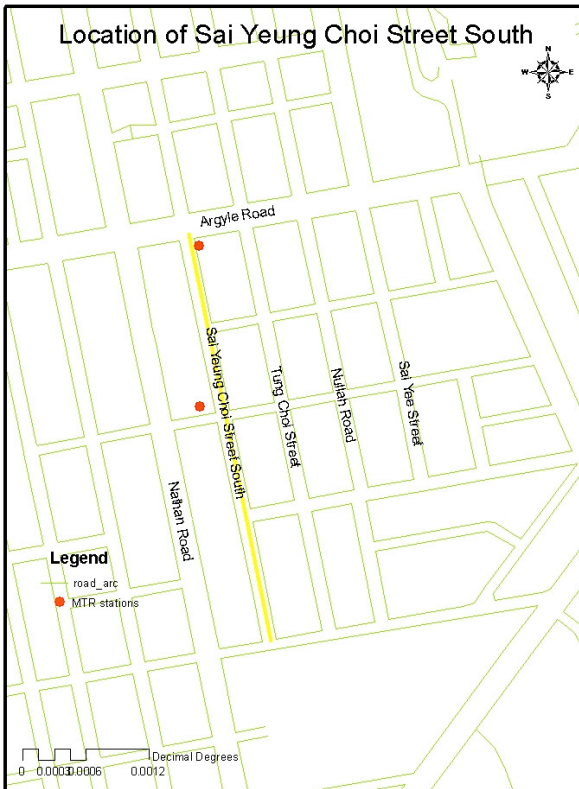 Location of Sai Yeung Choi Street South
N
W E
S
Argyle Road
Sai Yeung Choi Street South
Tung Choi Street
Nullah Road
Sai Yee Street
Nathan Road
Legend
road_arc
MTR stations
Decimal Degrees
0 0.0003 0.0006 0.0012